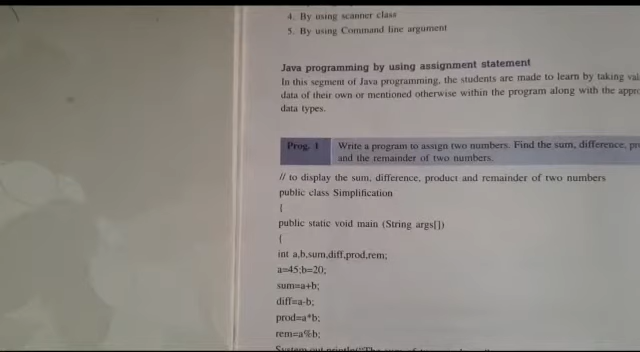 4. By using scanner class
5. By using Command line argument
Java programming by using assignment statement
In this segment of Java programming, the students are made to learn by taking
data of their own or mentioned otherwise within the program along with the
data types.
Prog. 1 Write a program to assign two numbers. Find the sum, difference,
and the remainder of two numbers.
// to display the sum, difference, product and remainder of two numbers
public class Simplification
{
public static void main (String args[])
{
int a,b,sum,diff,prod,rem;
a=45;b=20;
sum=a+b;
diff=a-b;
prod=a*b;
rem=a%b;